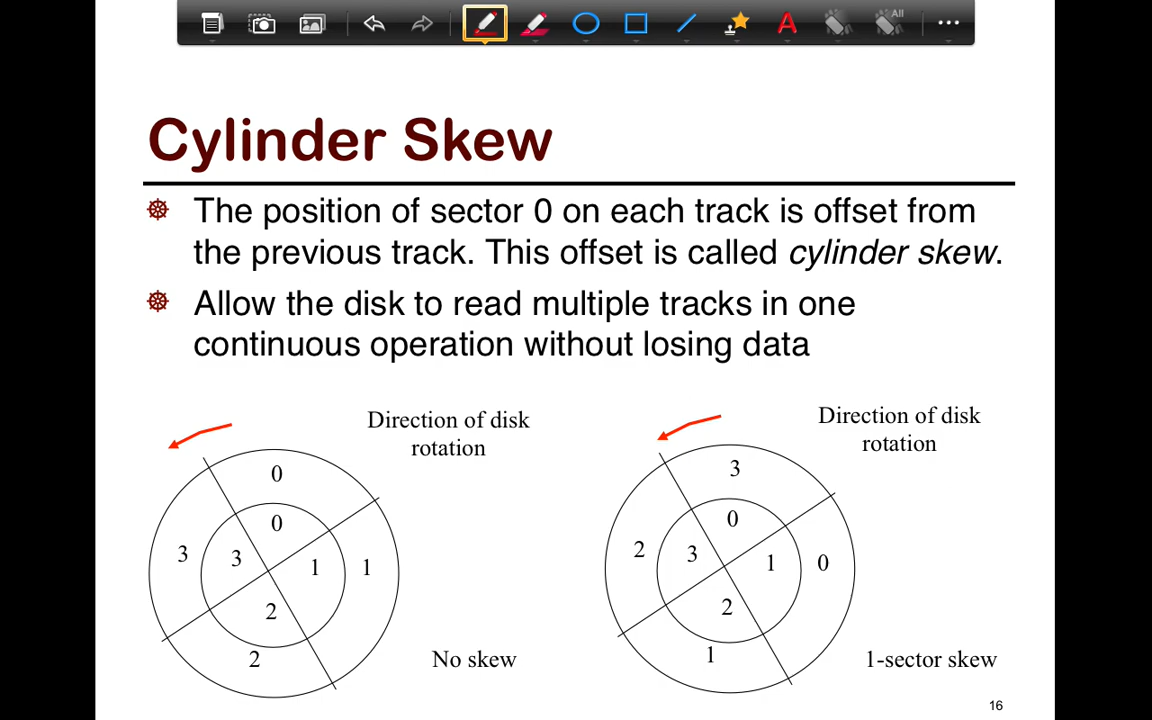 All
A
Cylinder Skew
The position of sector 0 on each track is offset from
the previous track. This offset is called cylinder skew.
Allow the disk to read multiple tracks in one
continuous operation without losing data
Direction of disk
rotation
0
0
3
3
1
1
2
2
No skew
Direction of disk
rotation
3
0
2
3
1
0
2
1
1-sector skew
16